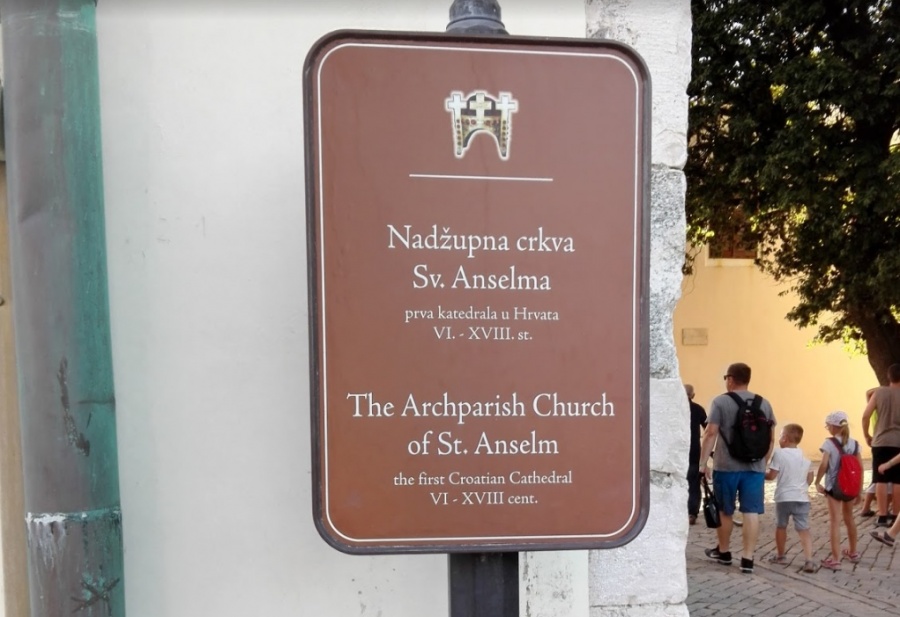 Nadžupna crkva
Sv. Anselma
prva katedrala u Hrvata
VI. - XVIII. st.
The Archparish Church
of St. Anselm
the first Croatian Cathedral
VI - XVIII cent.